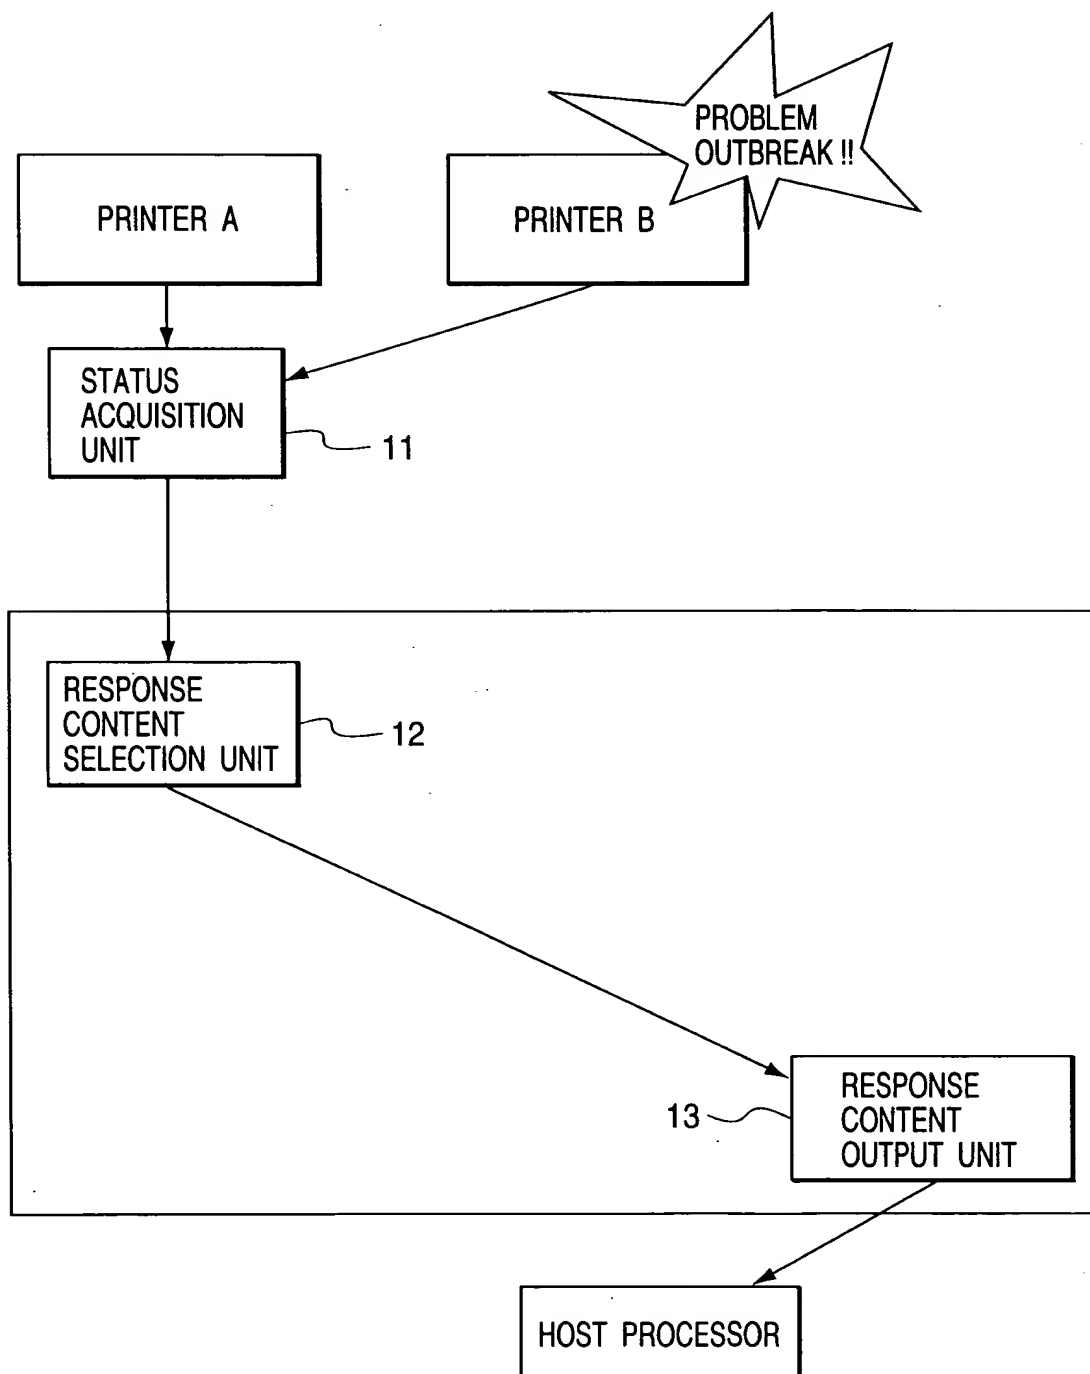 PROBLEM
OUTBREAK !!
PRINTER A
PRINTER B
STATUS
ACQUISITION
UNIT
11
RESPONSE
CONTENT
SELECTION UNIT
12
13
RESPONSE
CONTENT
OUTPUT UNIT
HOST PROCESSOR